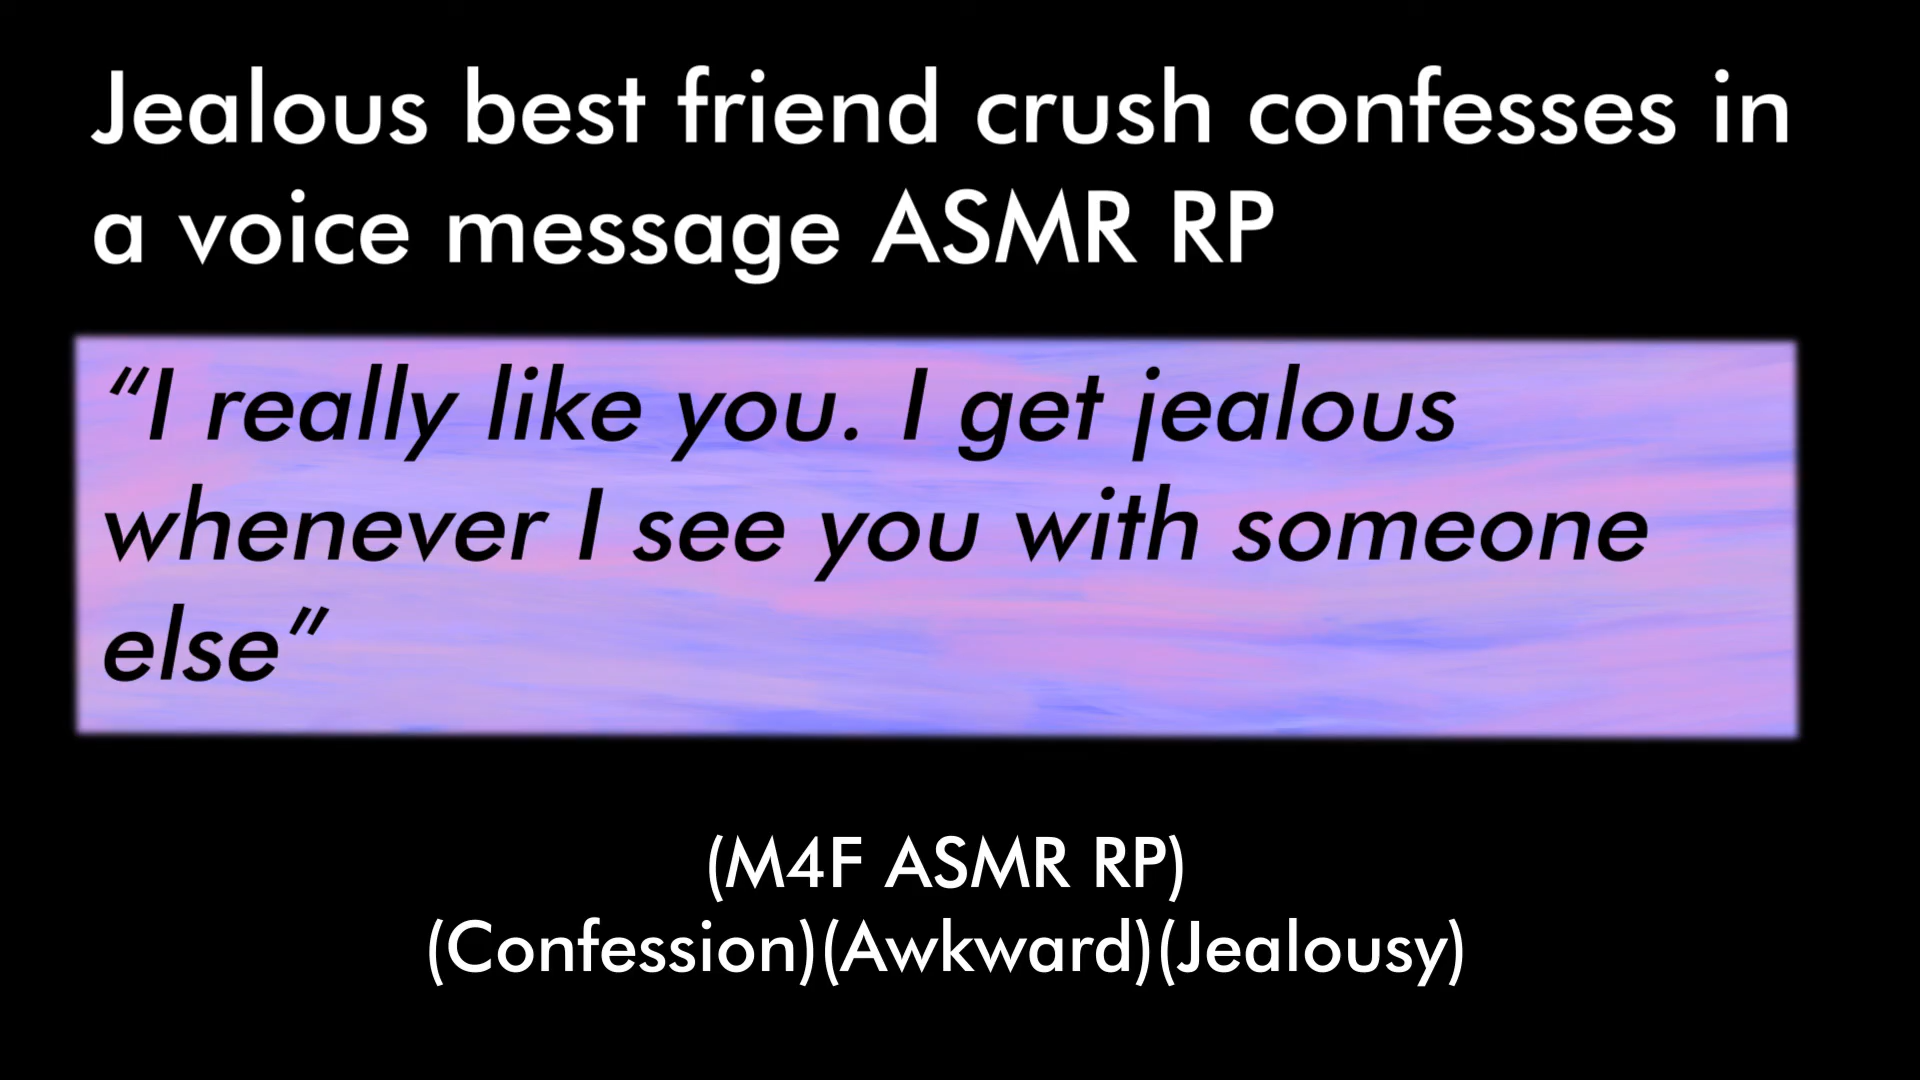 Jealous best friend crush confesses in
a voice message ASMR RP
“I really like you. I get jealous
whenever I see you with someone
else”
(M4F ASMR RP)
(Confession)(Awkward)(Jealousy)